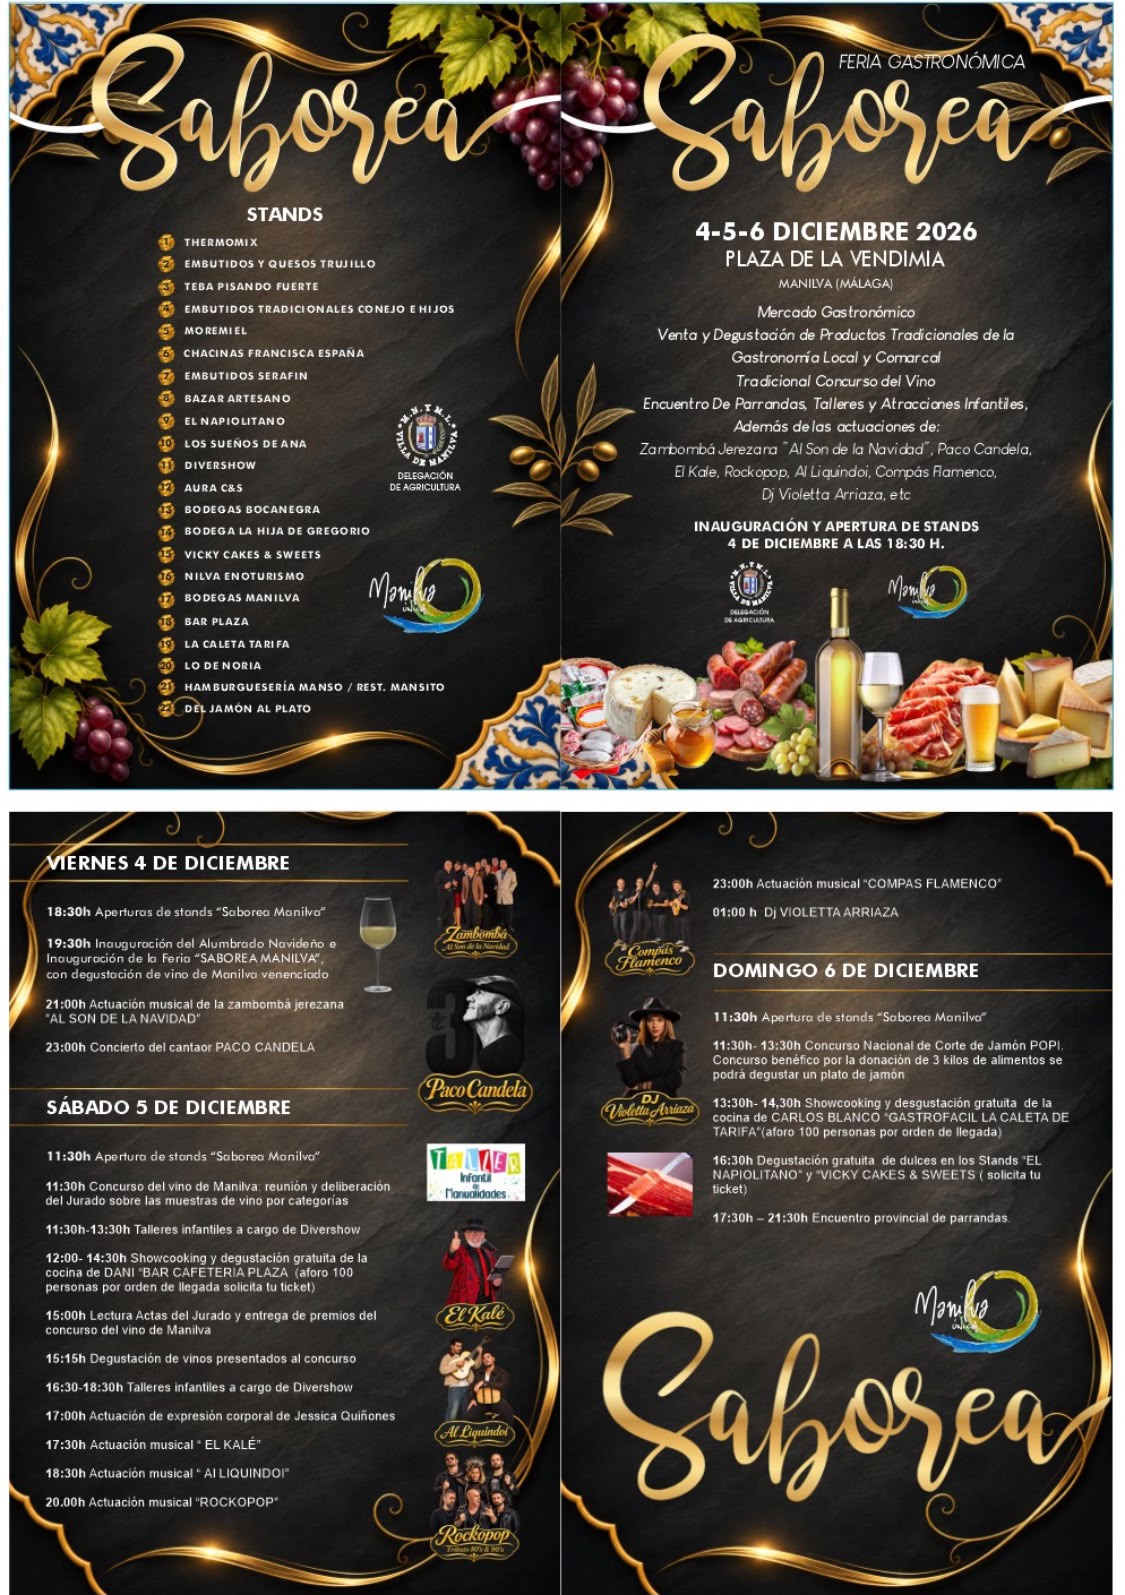 Saborea
STANDS
1 THERMOMIX
2 EMBUTIDOS Y QUESOS TRUJILLO
3 TEBA PISANDO FUERTE
4 EMBUTIDOS TRADICIONALES CONEJO E HIJOS
5 MOREMIEL
6 CHACINAS FRANCISCA ESPAÑA
7 EMBUTIDOS SERAFIN
8 BAZAR ARTESANO
9 EL NAPIOLITANO
10 LOS SUEÑOS DE ANA
11 DIVERSHOW
12 AURA C&S
13 BODEGAS BOCANEGRA
14 BODEGA LA HIJA DE GREGORIO
15 VICKY CAKES & SWEETS
16 NILVA ENOTURISMO
17 BODEGAS MANILVA
18 BAR PLAZA
19 LA CALETA TARIFA
20 LO DE NORIA
21 HAMBURGUESERÍA MANSO / REST. MANSITO
22 DEL JAMÓN AL PLATO
M. N. Y M. L.
VILLA DE MANILVA
DELEGACIÓN
DE AGRICULTURA
Manilva
única
FERIA GASTRONÓMICA
Saborea
4-5-6 DICIEMBRE 2026
PLAZA DE LA VENDIMIA
MANILVA (MÁLAGA)
Mercado Gastronómico
Venta y Degustación de Productos Tradicionales de la
Gastronomía Local y Comarcal
Tradicional Concurso del Vino
Encuentro De Parrandas, Talleres y Atracciones Infantiles,
Además de las actuaciones de:
Zambombá Jerezana "Al Son de la Navidad", Paco Candela,
El Kale, Rockopop, Al Liquindoi, Compás Flamenco,
Dj Violetta Arriaza, etc
INAUGURACIÓN Y APERTURA DE STANDS
4 DE DICIEMBRE A LAS 18:30 H.
M. N. Y M. L.
VILLA DE MANILVA
DELEGACIÓN
DE AGRICULTURA
Manilva
única
VIERNES 4 DE DICIEMBRE
18:30h Aperturas de stands "Saborea Manilva"
19:30h Inauguración del Alumbrado Navideño e
Inauguración de la Feria "SABOREA MANILVA",
con degustación de vino de Manilva venenciado
21:00h Actuación musical de la zambombá jerezana
"AL SON DE LA NAVIDAD"
23:00h Concierto del cantaor PACO CANDELA
Zambombá
Al Son de la Navidad
+30
Paco Candela
SÁBADO 5 DE DICIEMBRE
11:30h Apertura de stands "Saborea Manilva"
11:30h Concurso del vino de Manilva: reunión y deliberación
del Jurado sobre las muestras de vino por categorías
11:30h-13:30h Talleres infantiles a cargo de Divershow
12:00- 14:30h Showcooking y degustación gratuita de la
cocina de DANI "BAR CAFETERIA PLAZA (aforo 100
personas por orden de llegada solicita tu ticket)
15:00h Lectura Actas del Jurado y entrega de premios del
concurso del vino de Manilva
15:15h Degustación de vinos presentados al concurso
16:30-18:30h Talleres infantiles a cargo de Divershow
17:00h Actuación de expresión corporal de Jessica Quiñones
17:30h Actuación musical " EL KALÉ"
18:30h Actuación musical " Al LIQUINDOI"
20.00h Actuación musical "ROCKOPOP"
TALLER
Infantil
de
Manualidades
El Kalé
Al Liquindoi
Rockopop
Tributo 80's & 90's
23:00h Actuación musical "COMPAS FLAMENCO"
01:00 h Dj VIOLETTA ARRIAZA
Compás
Flamenco
DOMINGO 6 DE DICIEMBRE
11:30h Apertura de stands "Saborea Manilva"
11:30h- 13:30h Concurso Nacional de Corte de Jamón POPI.
Concurso benéfico por la donación de 3 kilos de alimentos se
podrá degustar un plato de jamón
13:30h- 14,30h Showcooking y desgustación gratuita de la
cocina de CARLOS BLANCO "GASTROFACIL LA CALETA DE
TARIFA"(aforo 100 personas por orden de llegada)
16:30h Degustación gratuita de dulces en los Stands "EL
NAPIOLITANO" y "VICKY CAKES & SWEETS ( solicita tu
ticket)
17:30h – 21:30h Encuentro provincial de parrandas.
DJ
Violetta Arriaza
Manilva
única
Saborea